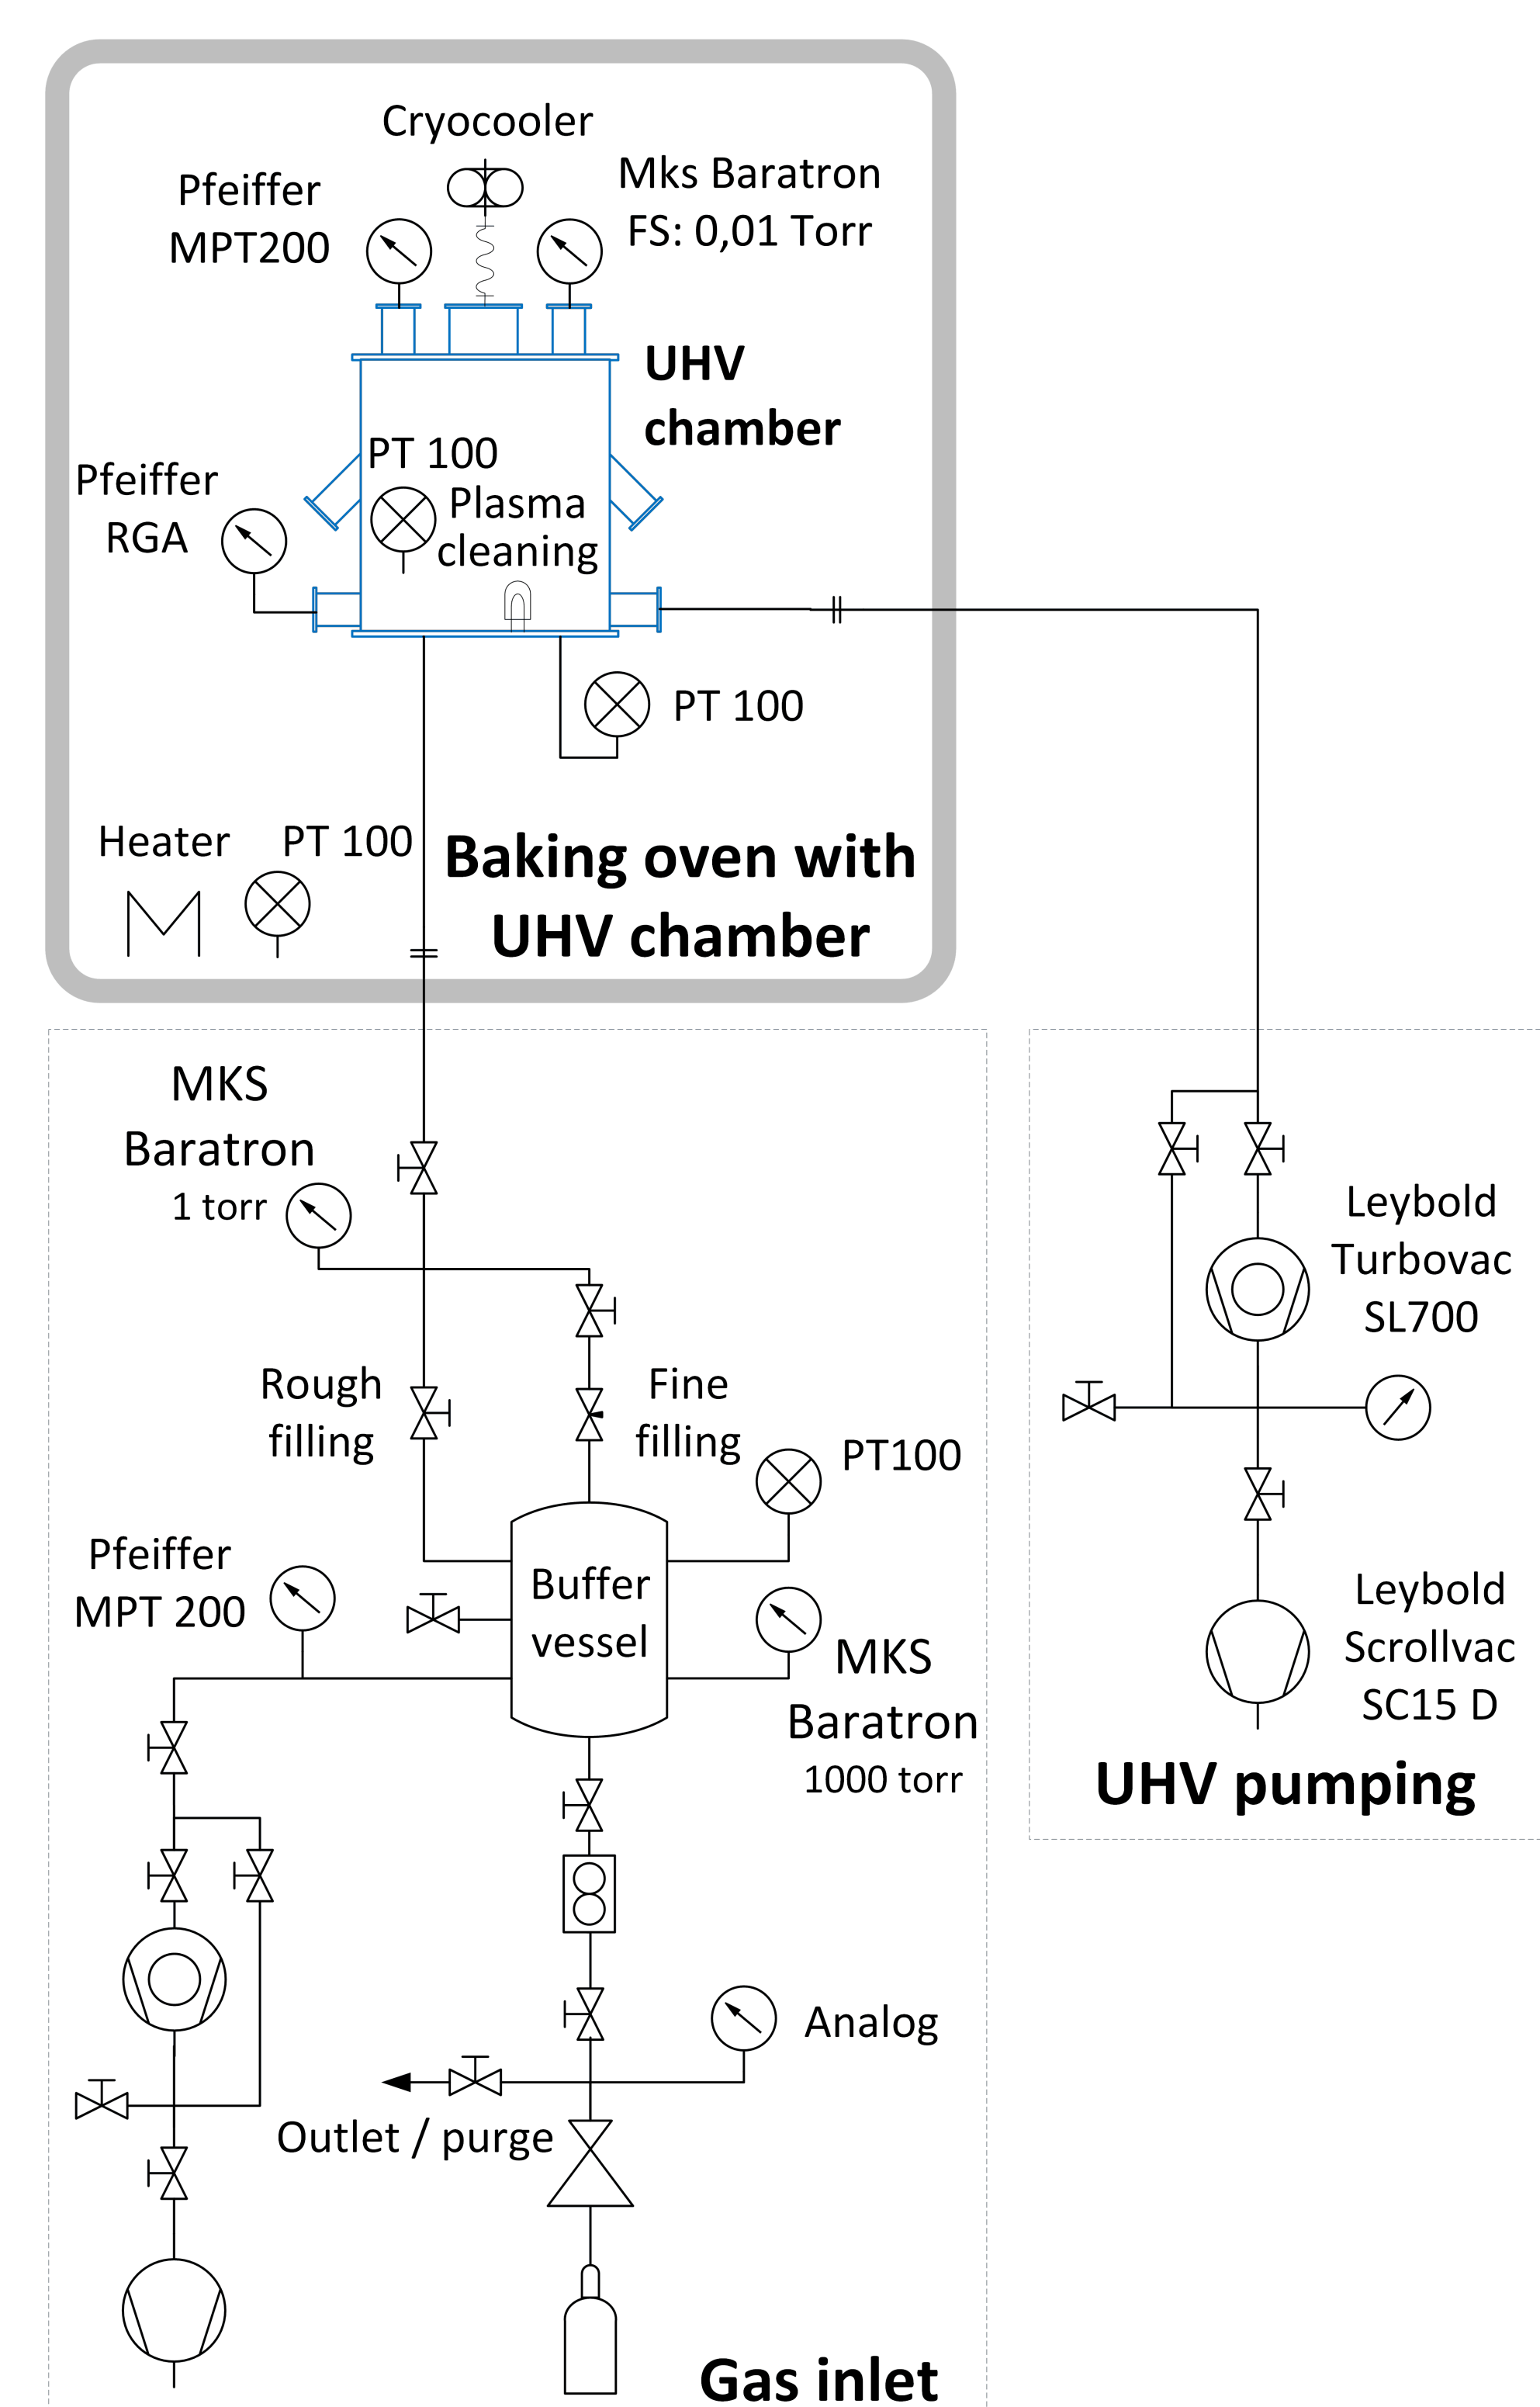 Cryocooler
Pfeiffer
MPT200
Mks Baratron
FS: 0,01 Torr
UHV
chamber
PT 100
Plasma
cleaning
Pfeiffer
RGA
PT 100
Heater
PT 100
Baking oven with
UHV chamber
MKS
Baratron
1 torr
Rough
filling
Fine
filling
PT100
Pfeiffer
MPT 200
Buffer
vessel
MKS
Baratron
1000 torr
Analog
Outlet / purge
Gas inlet
Leybold
Turbovac
SL700
Leybold
Scrollvac
SC15 D
UHV pumping